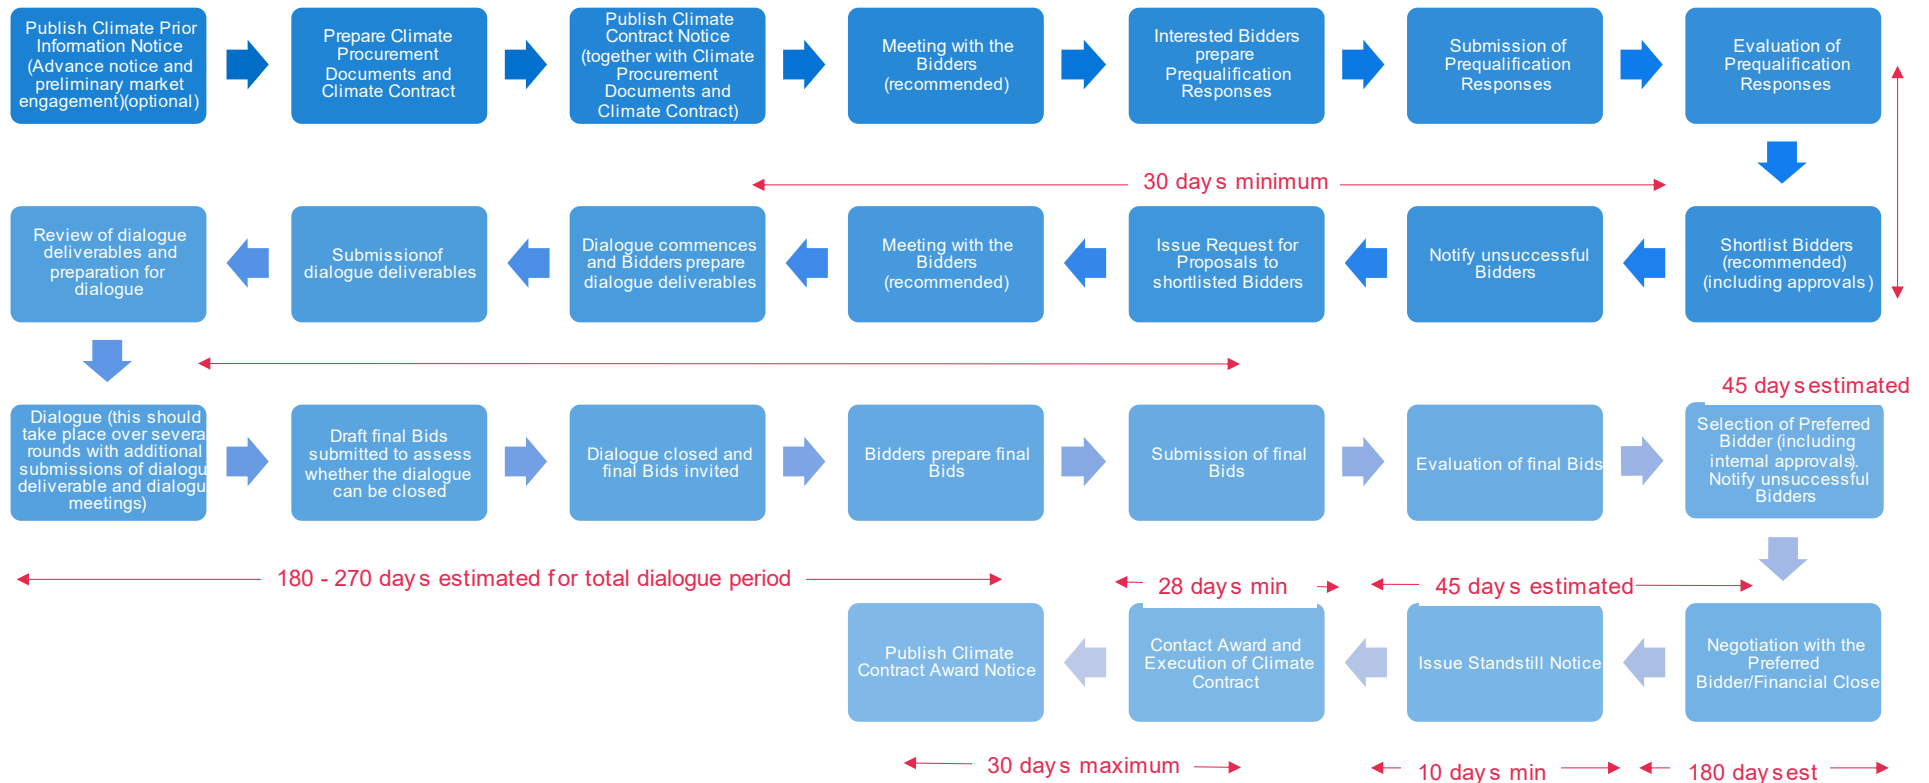 Publish Climate Prior
Information Notice
(Advance notice and
preliminary market
engagement)(optional)
Prepare Climate
Procurement
Documents and
Climate Contract
Publish Climate
Contract Notice
(together with Climate
Procurement
Documents and
Climate Contract)
Meeting with the
Bidders
(recommended)
Interested Bidders
prepare
Prequalification
Responses
Submission of
Prequalification
Responses
Evaluation of
Prequalification
Responses
30 days minimum
Shortlist Bidders
(recommended)
(including approvals)
Notify unsuccessful
Bidders
Issue Request for
Proposals to
shortlisted Bidders
Meeting with the
Bidders
(recommended)
Dialogue commences
and Bidders prepare
dialogue deliverables
Submissionof
dialogue deliverables
Review of dialogue
deliverables and
preparation for
dialogue
45 days estimated
Dialogue (this should
take place over severa
rounds with additional
submissions of dialogu
deliverable and dialogu
meetings)
Draft final Bids
submitted to assess
whether the dialogue
can be closed
Dialogue closed and
final Bids invited
Bidders prepare final
Bids
Submission of final
Bids
Evaluation of final Bids
Selection of Preferred
Bidder (including
internal approvals).
Notify unsuccessful
Bidders
180 - 270 days estimated for total dialogue period
28 days min
45 days estimated
Negotiation with the
Preferred
Bidder/Financial Close
Issue Standstill Notice
Contact Award and
Execution of Climate
Contract
Publish Climate
Contract Award Notice
30 days maximum
10 days min
180 days est